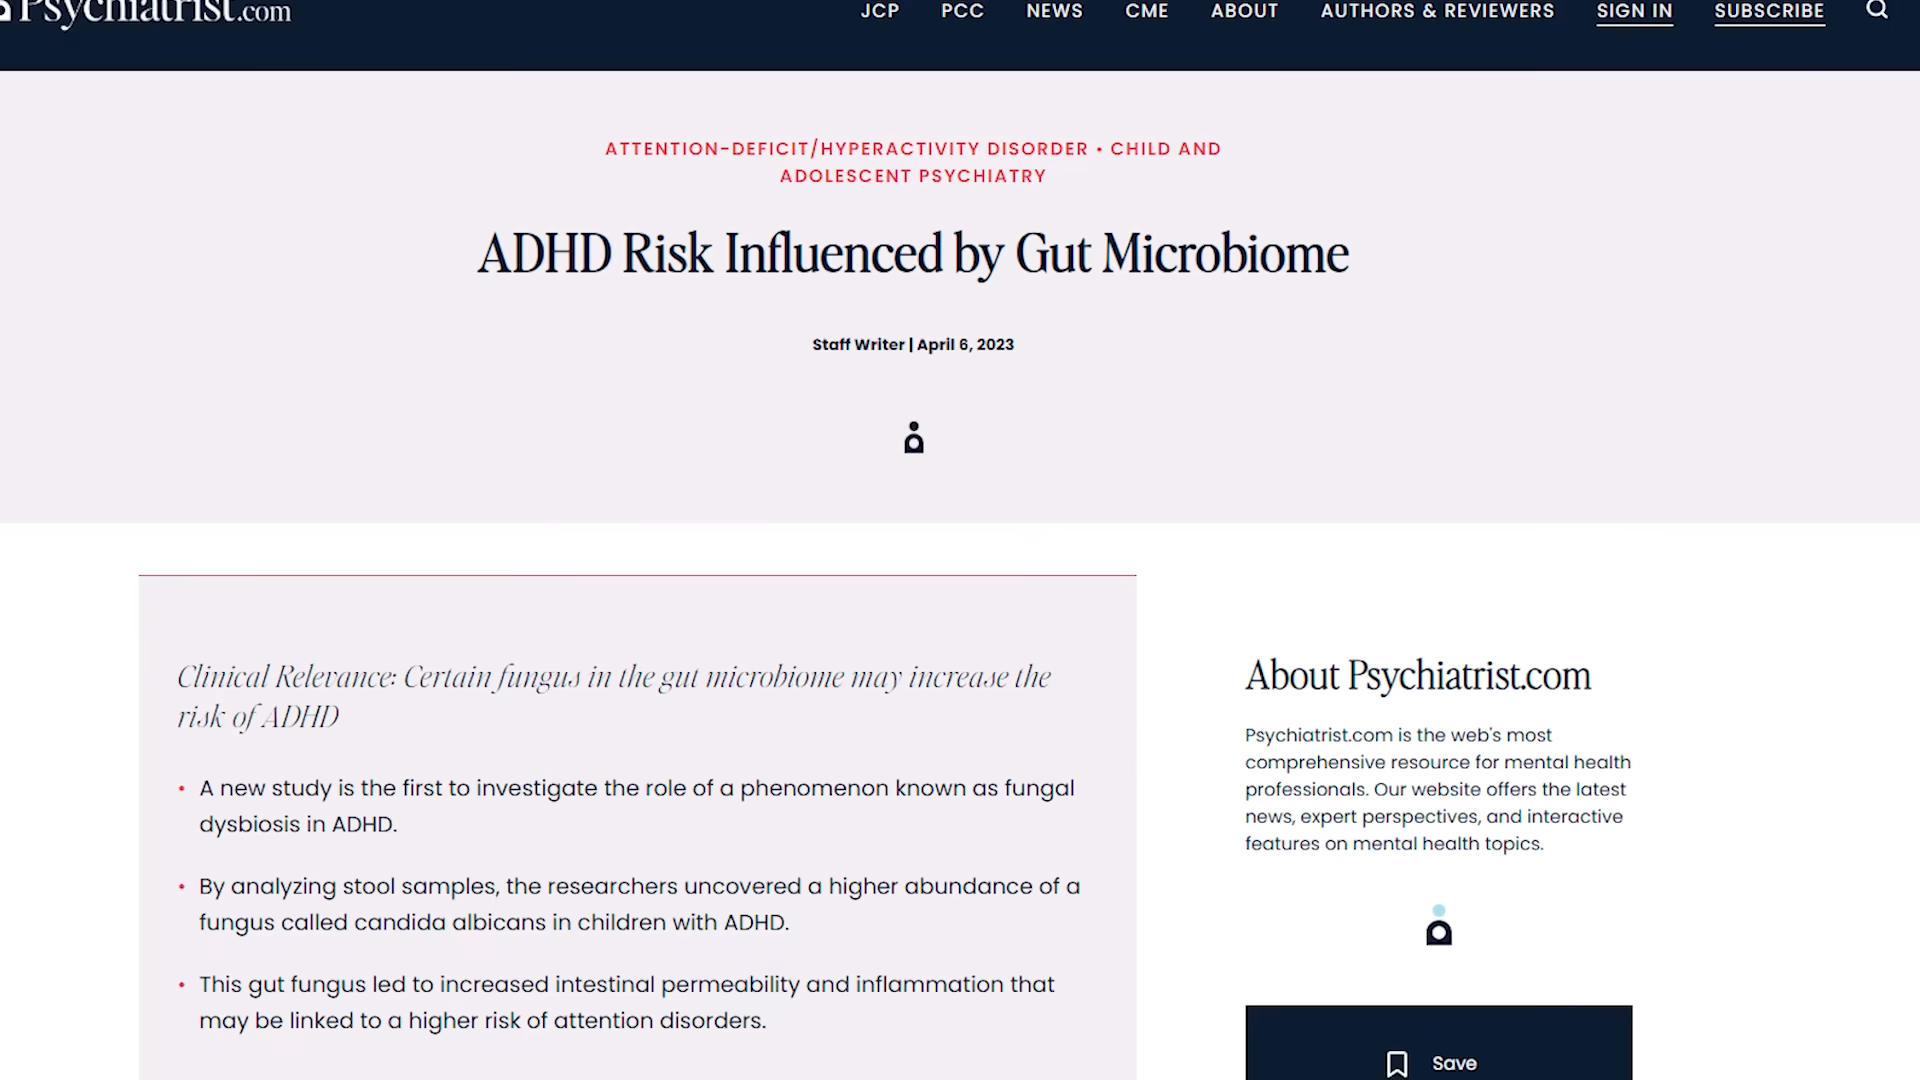 Psychiatrist.com
JCP PCC NEWS CME ABOUT AUTHORS & REVIEWERS SIGN IN SUBSCRIBE
ATTENTION-DEFICIT/HYPERACTIVITY DISORDER • CHILD AND
ADOLESCENT PSYCHIATRY
ADHD Risk Influenced by Gut Microbiome
Staff Writer | April 6, 2023
Clinical Relevance: Certain fungus in the gut microbiome may increase the
risk of ADHD
• A new study is the first to investigate the role of a phenomenon known as fungal
dysbiosis in ADHD.
• By analyzing stool samples, the researchers uncovered a higher abundance of a
fungus called candida albicans in children with ADHD.
• This gut fungus led to increased intestinal permeability and inflammation that
may be linked to a higher risk of attention disorders.
About Psychiatrist.com
Psychiatrist.com is the web's most
comprehensive resource for mental health
professionals. Our website offers the latest
news, expert perspectives, and interactive
features on mental health topics.
Save